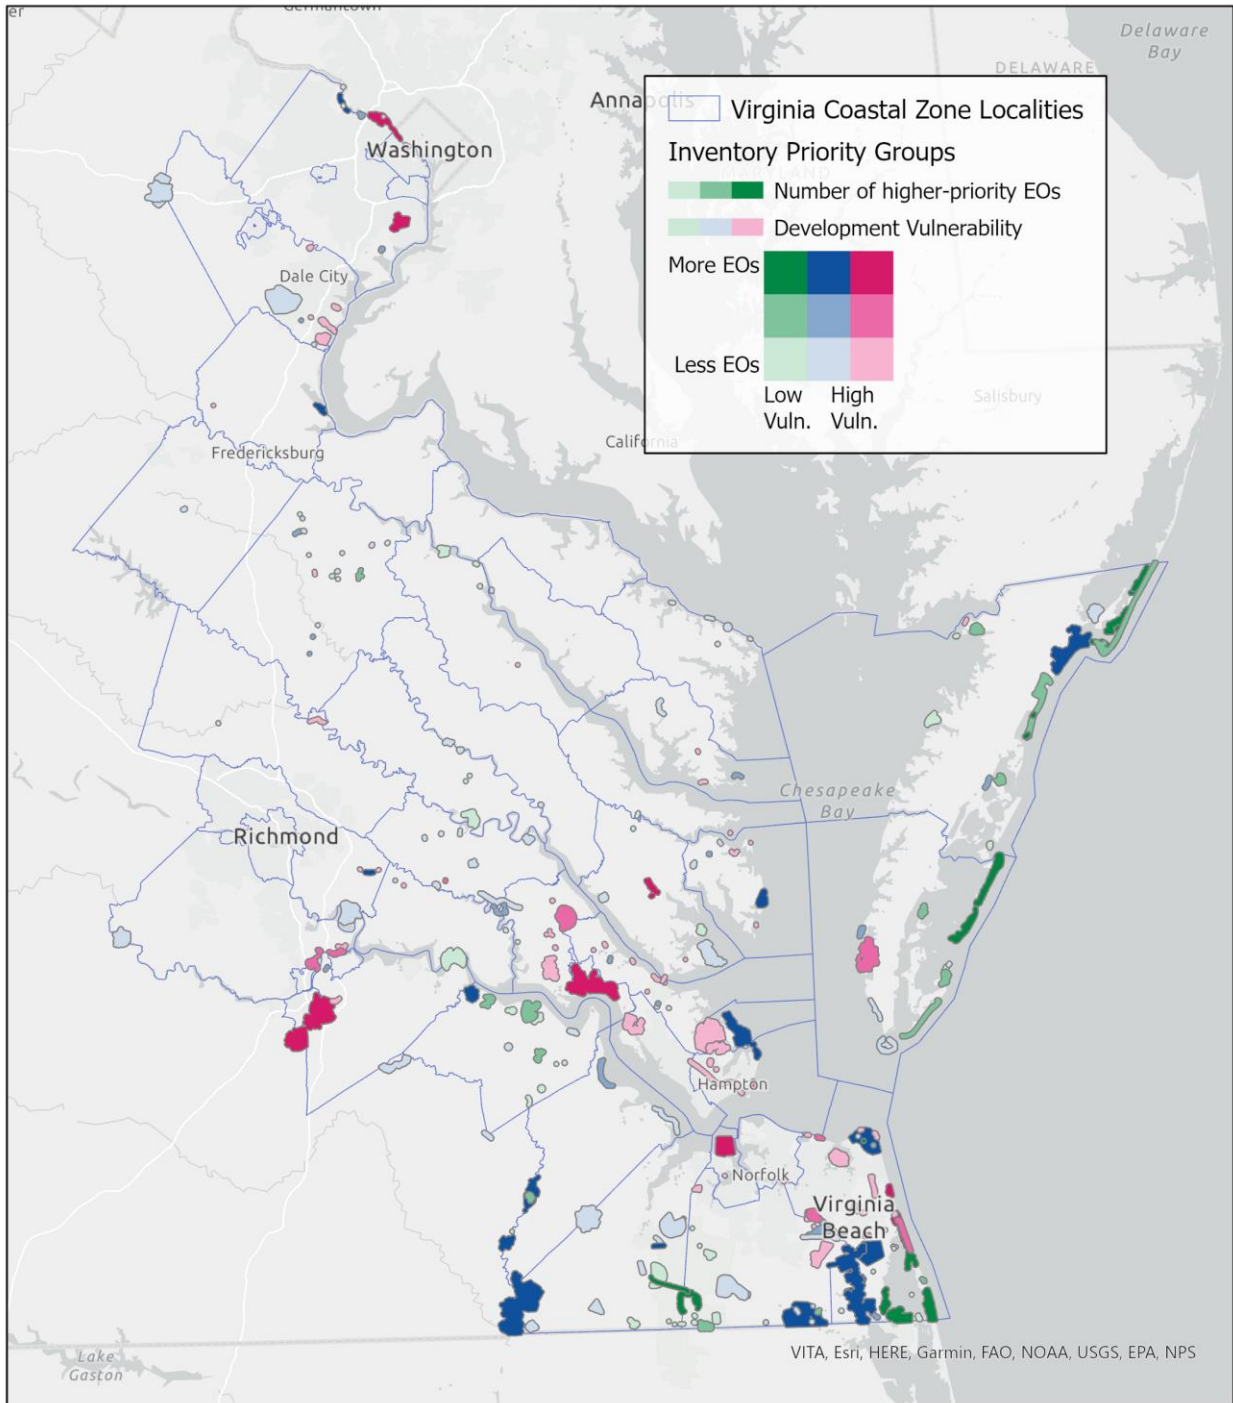 er
Germantown
Delaware
Bay
DELAWARE
Annapolis
Virginia Coastal Zone Localities
Washington
Inventory Priority Groups
MARYLAND
Number of higher-priority EOs
Development Vulnerability
More EOs
Less EOs
Low
Vuln.
High
Vuln.
Dale City
Salisbury
California
Fredericksburg
Chesapeake
Bay
Richmond
Hampton
Norfolk
Virginia
Beach
Lake
Gaston
VITA, Esri, HERE, Garmin, FAO, NOAA, USGS, EPA, NPS